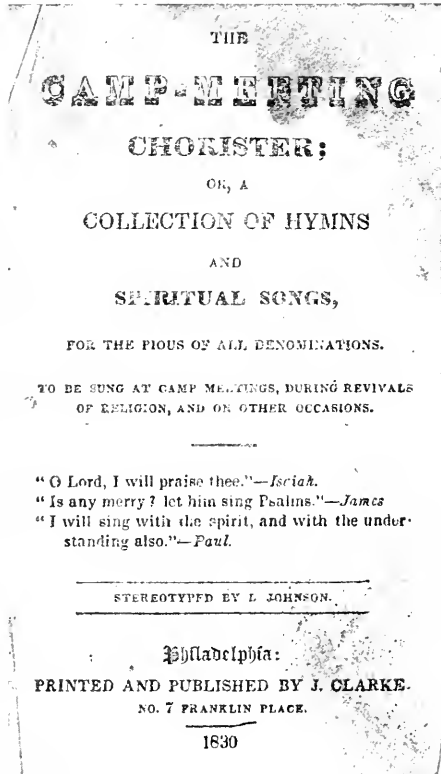 THE
CAMP-MEETING
CHORISTER;
OR, A
COLLECTION OF HYMNS
AND
SPIRITUAL SONGS,
FOR THE PIOUS OF ALL DENOMINATIONS.
TO BE SUNG AT CAMP MEETINGS, DURING REVIVALS
OF RELIGION, AND ON OTHER OCCASIONS.
“O Lord, I will praise thee.”—Isaiah.
“Is any merry? let him sing Psalms.”—James
“I will sing with the spirit, and with the under-
standing also.”—Paul.
STEREOTYPED BY L JOHNSON.
Philadelphia:
PRINTED AND PUBLISHED BY J. CLARKE.
NO. 7 FRANKLIN PLACE.
1830